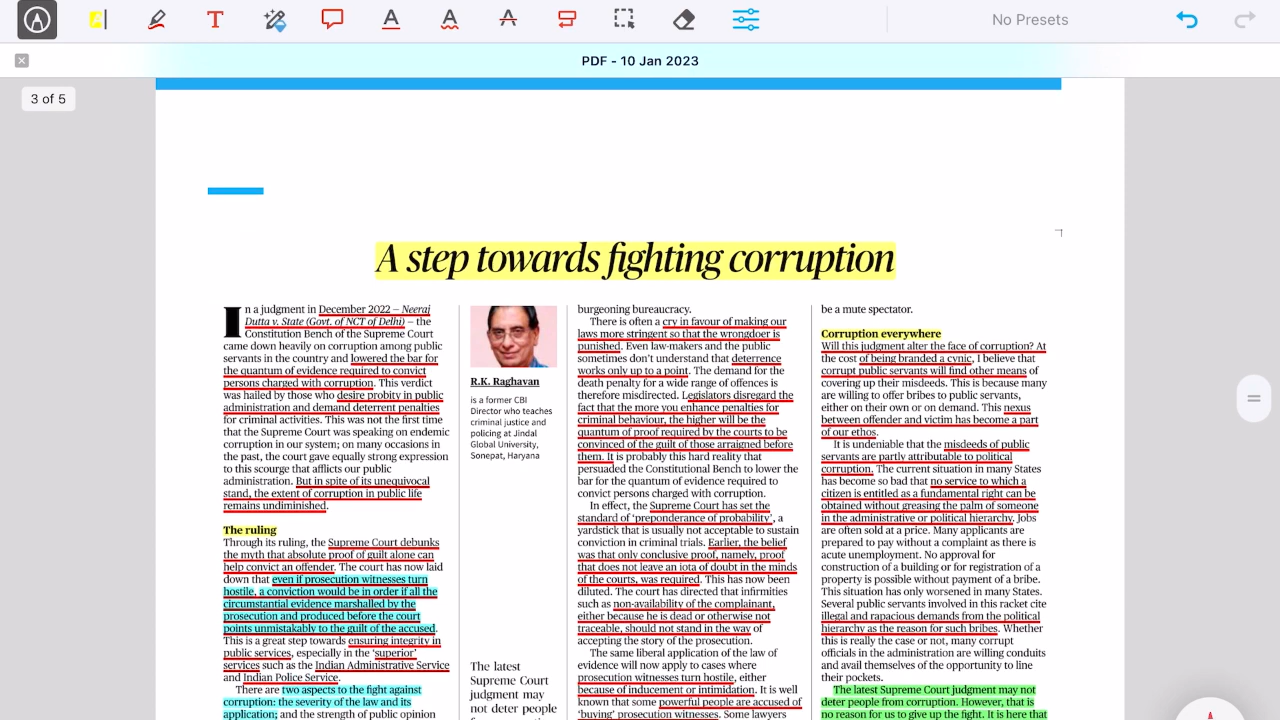 No Presets
PDF - 10 Jan 2023
3 of 5
A step towards fighting corruption
In a judgment in December 2022 – Neeraj
Dutta v. State (Govt. of NCT of Delhi) – the
Constitution Bench of the Supreme Court
came down heavily on corruption among public
servants in the country and lowered the bar for
the quantum of evidence required to convict
persons charged with corruption. This verdict
was hailed by those who desire probity in public
administration and demand deterrent penalties
for criminal activities. This was not the first time
that the Supreme Court was speaking on endemic
corruption in our system; on many occasions in
the past, the court gave equally strong expression
to this scourge that afflicts our public
administration. But in spite of its unequivocal
stand, the extent of corruption in public life
remains undiminished.
The ruling
Through its ruling, the Supreme Court debunks
the myth that absolute proof of guilt alone can
help convict an offender. The court has now laid
down that even if prosecution witnesses turn
hostile, a conviction would be in order if all the
circumstantial evidence marshalled by the
prosecution and produced before the court
points unmistakably to the guilt of the accused.
This is a great step towards ensuring integrity in
public services, especially in the ‘superior’
services such as the Indian Administrative Service
and Indian Police Service.
There are two aspects to the fight against
corruption: the severity of the law and its
application; and the strength of public opinion
R.K. Raghavan
is a former CBI
Director who teaches
criminal justice and
policing at Jindal
Global University,
Sonepat, Haryana
The latest
Supreme Court
judgment may
not deter people
burgeoning bureaucracy.
There is often a cry in favour of making our
laws more stringent so that the wrongdoer is
punished. Even law-makers and the public
sometimes don’t understand that deterrence
works only up to a point. The demand for the
death penalty for a wide range of offences is
therefore misdirected. Legislators disregard the
fact that the more you enhance penalties for
criminal behaviour, the higher will be the
quantum of proof required by the courts to be
convinced of the guilt of those arraigned before
them. It is probably this hard reality that
persuaded the Constitutional Bench to lower the
bar for the quantum of evidence required to
convict persons charged with corruption.
In effect, the Supreme Court has set the
standard of ‘preponderance of probability’, a
yardstick that is usually not acceptable to sustain
conviction in criminal trials. Earlier, the belief
was that only conclusive proof, namely, proof
that does not leave an iota of doubt in the minds
of the courts, was required. This has now been
diluted. The court has directed that infirmities
such as non-availability of the complainant,
either because he is dead or otherwise not
traceable, should not stand in the way of
accepting the story of the prosecution.
The same liberal application of the law of
evidence will now apply to cases where
prosecution witnesses turn hostile, either
because of inducement or intimidation. It is well
known that some powerful people are accused of
‘buying’ prosecution witnesses. Some lawyers
be a mute spectator.
Corruption everywhere
Will this judgment alter the face of corruption? At
the cost of being branded a cynic, I believe that
corrupt public servants will find other means of
covering up their misdeeds. This is because many
are willing to offer bribes to public servants,
either on their own or on demand. This nexus
between offender and victim has become a part
of our ethos.
It is undeniable that the misdeeds of public
servants are partly attributable to political
corruption. The current situation in many States
has become so bad that no service to which a
citizen is entitled as a fundamental right can be
obtained without greasing the palm of someone
in the administrative or political hierarchy. Jobs
are often sold at a price. Many applicants are
prepared to pay without a complaint as there is
acute unemployment. No approval for
construction of a building or for registration of a
property is possible without payment of a bribe.
This situation has only worsened in many States.
Several public servants involved in this racket cite
illegal and rapacious demands from the political
hierarchy as the reason for such bribes. Whether
this is really the case or not, many corrupt
officials in the administration are willing conduits
and avail themselves of the opportunity to line
their pockets.
The latest Supreme Court judgment may not
deter people from corruption. However, that is
no reason for us to give up the fight. It is here that